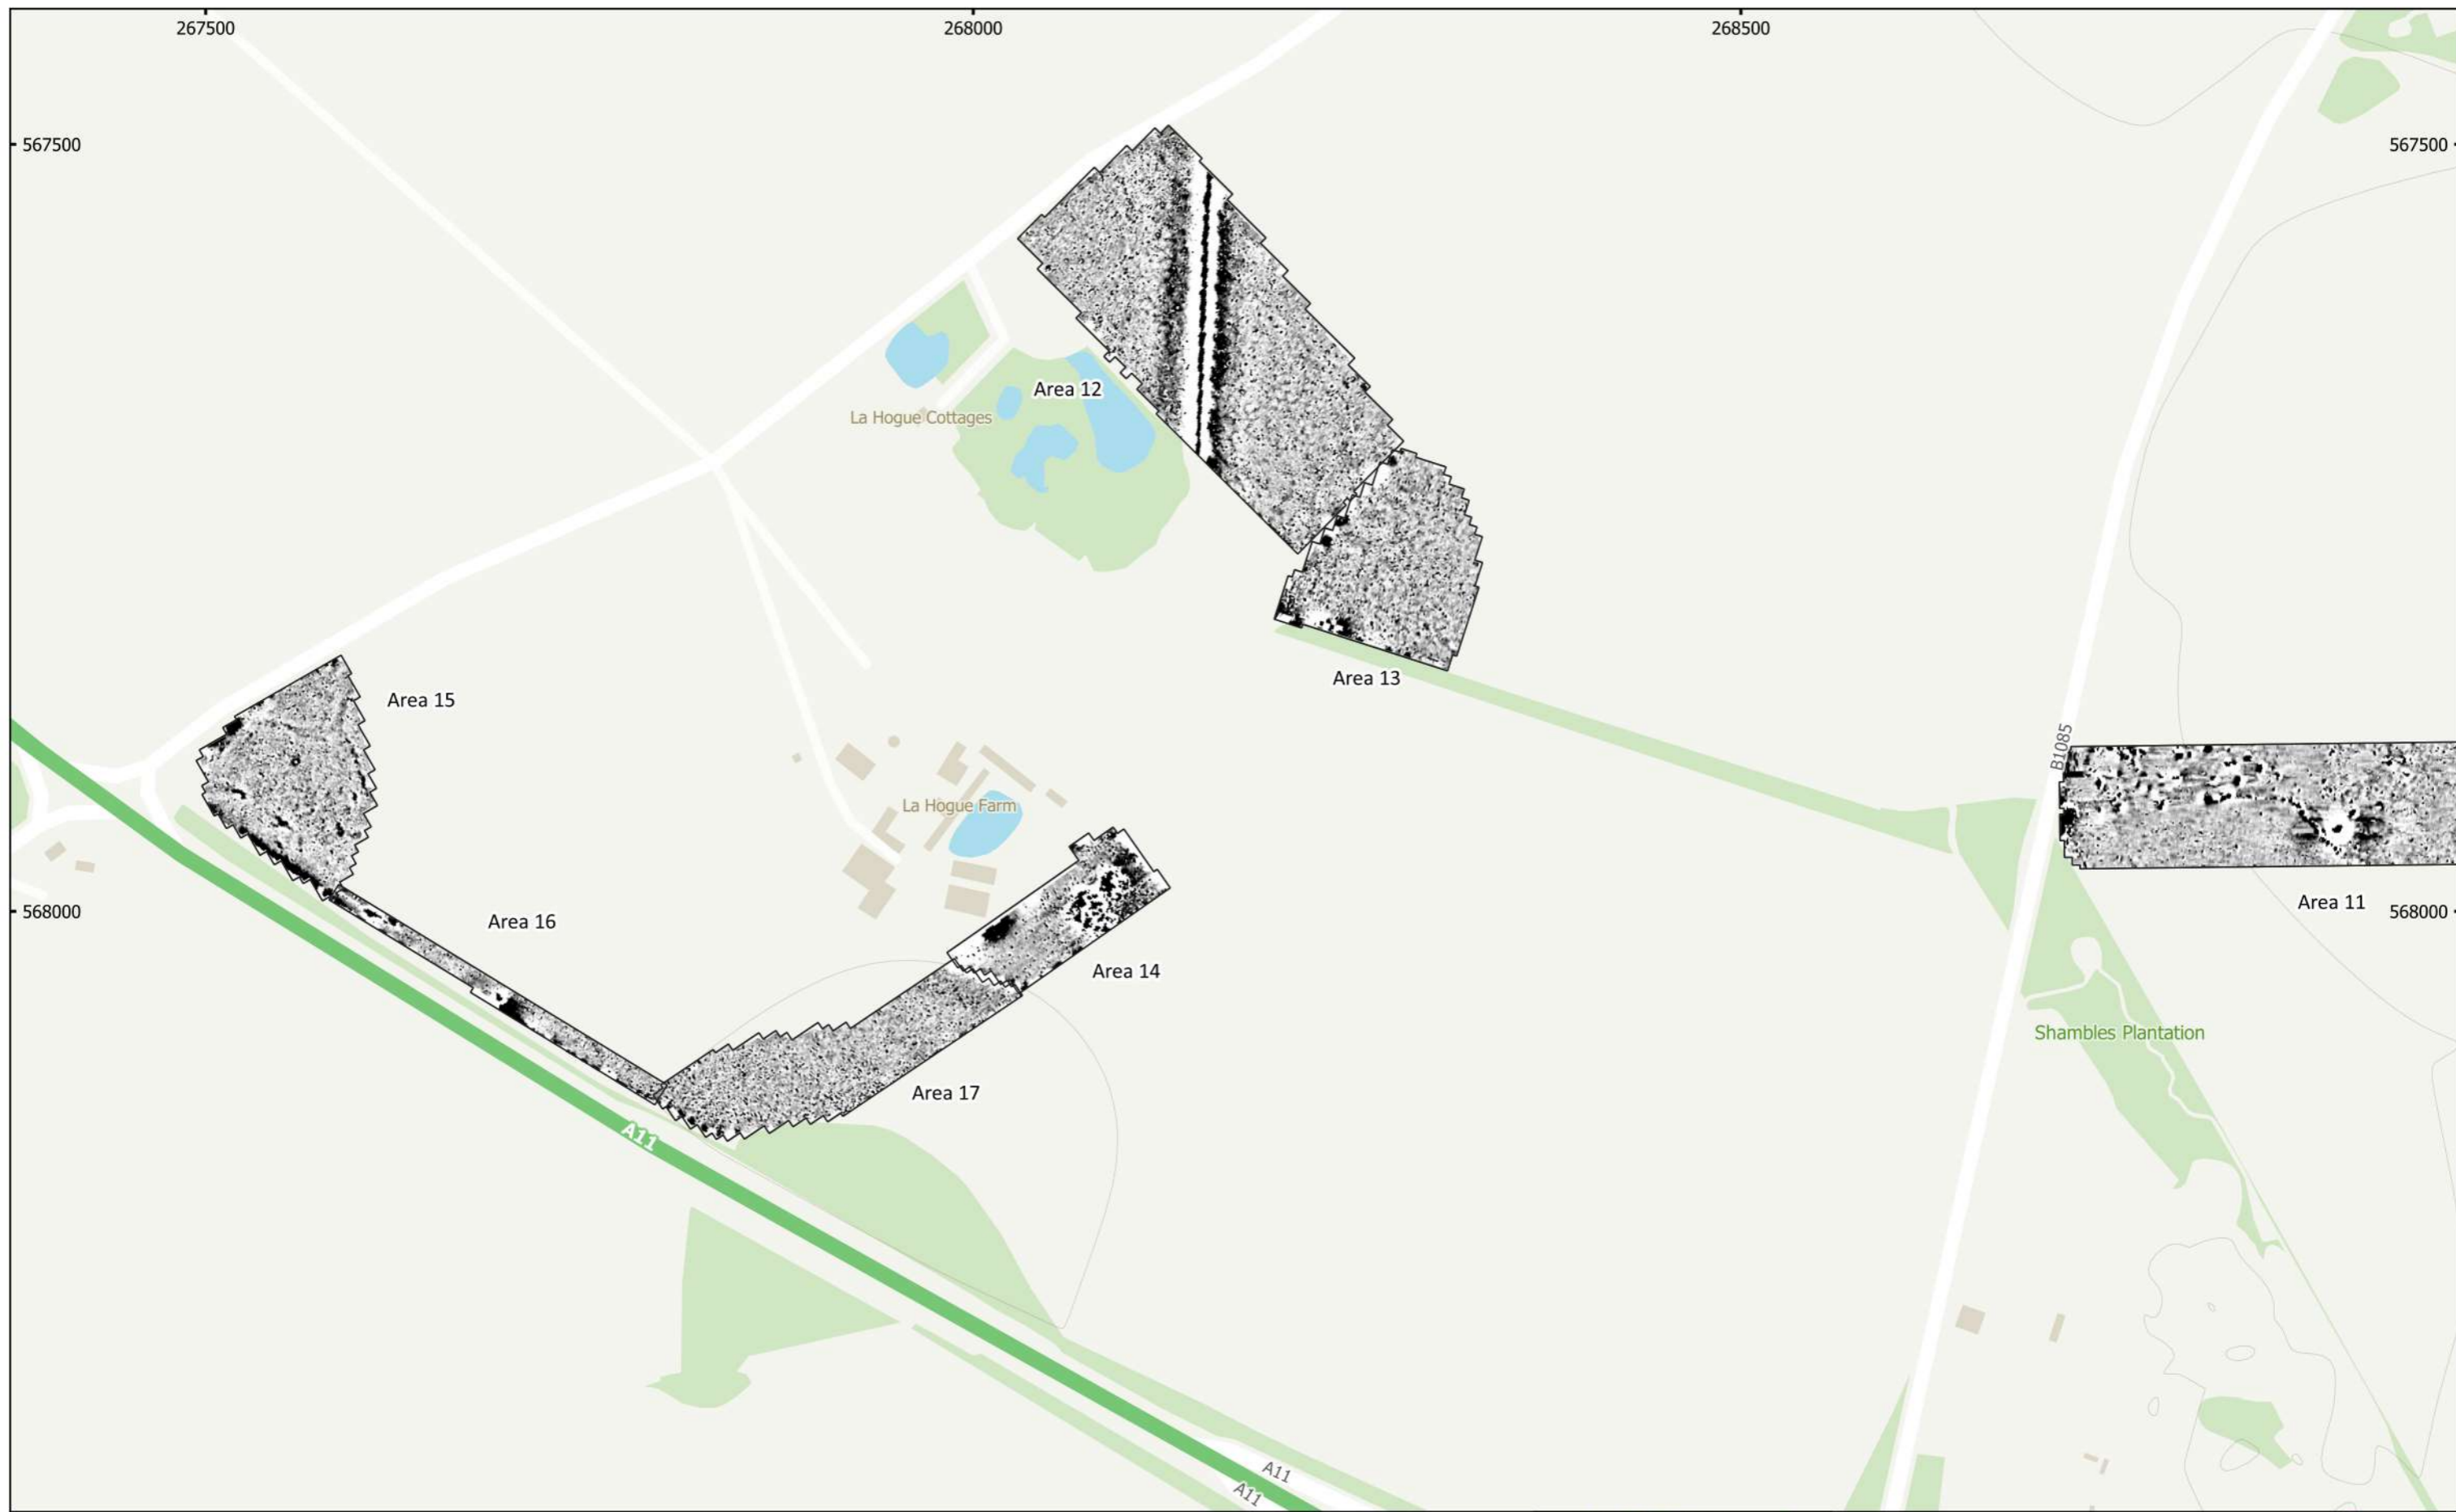 267500
268000
268500
567500
567500
Area 12
La Hogue Cottages
Area 13
Area 15
B1085
La Hogue Farm
Area 11
568000
568000
Area 16
Area 14
Shambles Plantation
Area 17
A11
A11
A11